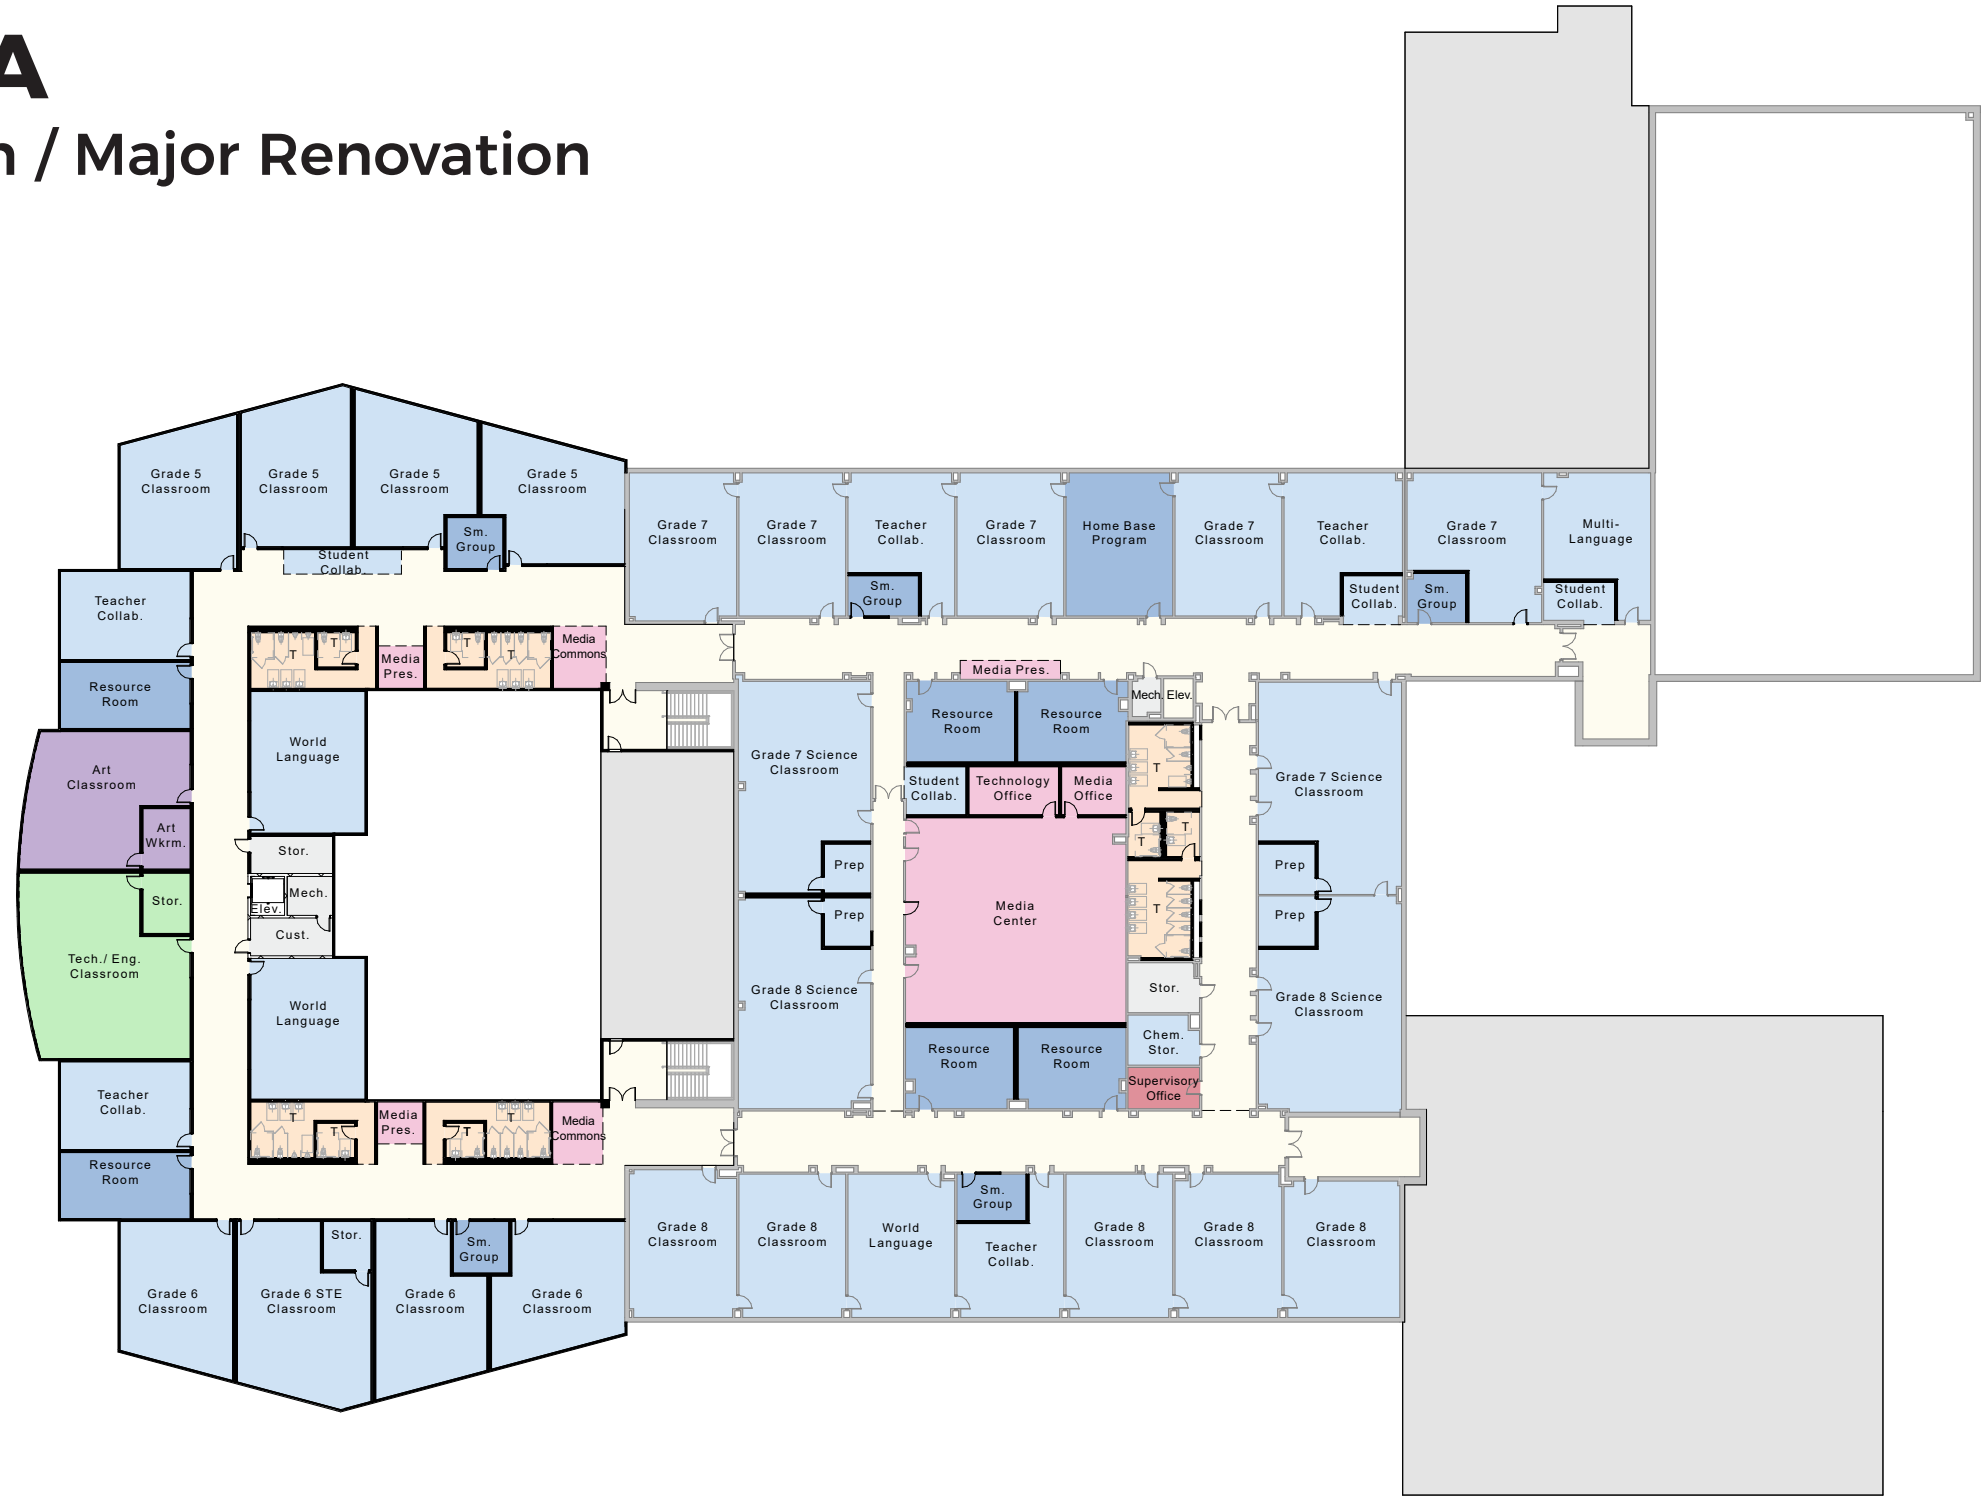 A
n / Major Renovation
Grade 5
Classroom
Grade 5
Classroom
Grade 5
Classroom
Grade 5
Classroom
Sm.
Group
Student
Collab.
Grade 7
Classroom
Grade 7
Classroom
Teacher
Collab.
Sm.
Group
Grade 7
Classroom
Home Base
Program
Grade 7
Classroom
Teacher
Collab.
Student
Collab.
Grade 7
Classroom
Sm.
Group
Multi-
Language
Student
Collab.
Teacher
Collab.
Resource
Room
T
T
Media
Pres.
T
T
Media
Commons
Media Pres.
Art
Classroom
Art
Wkrm.
World
Language
Stor.
Elev.
Mech.
Cust.
Stor.
Tech./ Eng.
Classroom
World
Language
Grade 7 Science
Classroom
Prep
Prep
Grade 8 Science
Classroom
Resource
Room
Resource
Room
Mech.
Elev.
Student
Collab.
Technology
Office
Media
Office
T
T
T
T
Media
Center
Stor.
Chem.
Stor.
Supervisory
Office
Resource
Room
Resource
Room
Grade 7 Science
Classroom
Prep
Prep
Grade 8 Science
Classroom
Teacher
Collab.
Resource
Room
T
T
Media
Pres.
T
T
Media
Commons
Grade 6
Classroom
Stor.
Grade 6 STE
Classroom
Grade 6
Classroom
Sm.
Group
Grade 6
Classroom
Grade 8
Classroom
Grade 8
Classroom
World
Language
Sm.
Group
Teacher
Collab.
Grade 8
Classroom
Grade 8
Classroom
Grade 8
Classroom